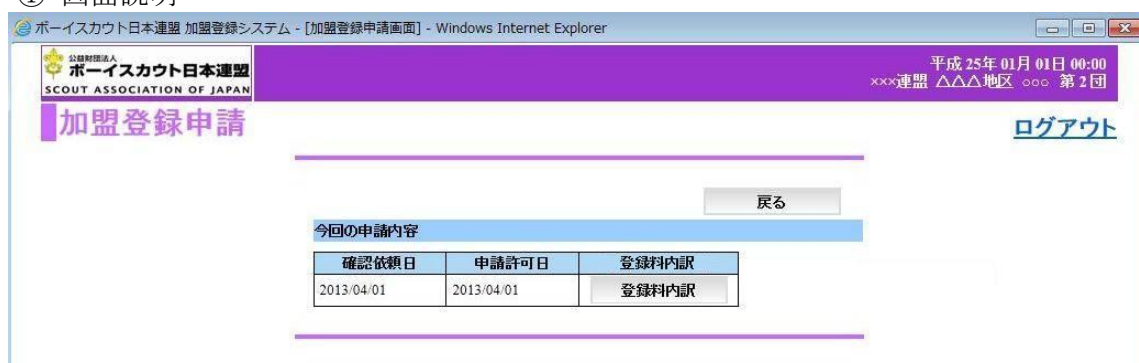 ① 画面説明
ボーイスカウト日本連盟 加盟登録システム - [加盟登録申請画面] - Windows Internet Explorer
公益財団法人
ボーイスカウト日本連盟
SCOUT ASSOCIATION OF JAPAN
平成 25年 01月 01日 00:00
×××連盟 △△△地区 ○○○ 第2団
加盟登録申請
ログアウト
戻る
今回の申請内容
確認依頼日 申請許可日 登録料内訳
2013/04/01 2013/04/01 登録料内訳